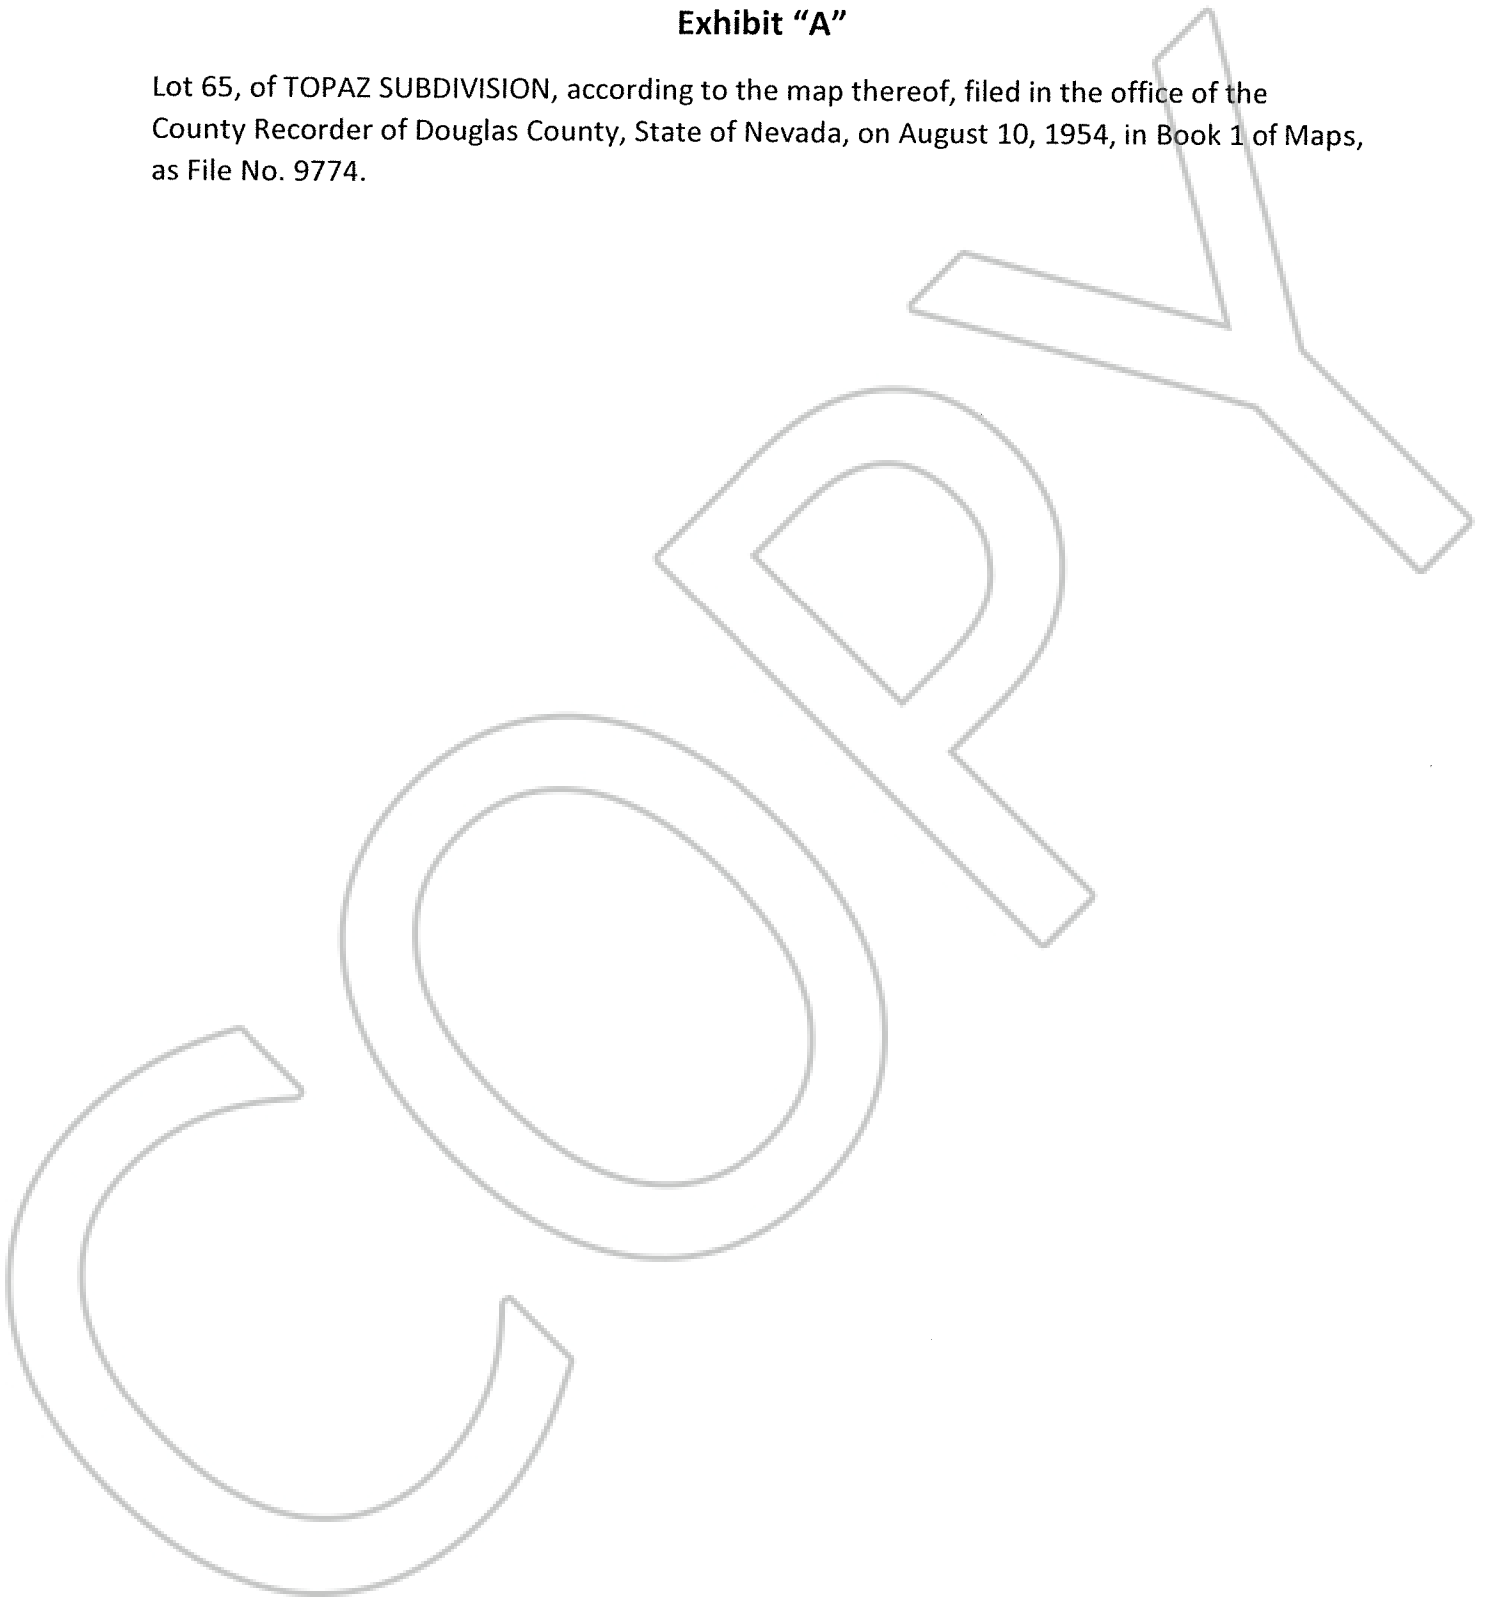 Exhibit “A”
Lot 65, of TOPAZ SUBDIVISION, according to the map thereof, filed in the office of the
County Recorder of Douglas County, State of Nevada, on August 10, 1954, in Book 1 of Maps,
as File No. 9774.
COPY